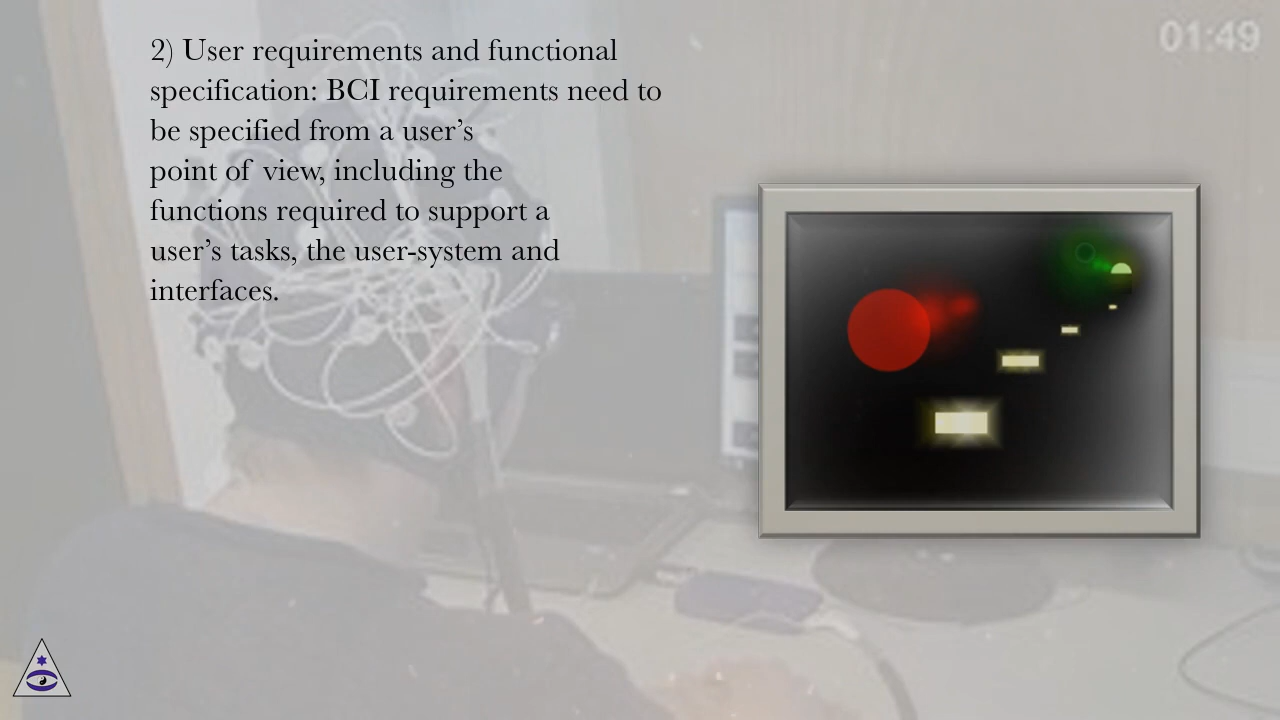 01:49
2) User requirements and functional
specification: BCI requirements need to
be specified from a user’s
point of view, including the
functions required to support a
user’s tasks, the user-system and
interfaces.